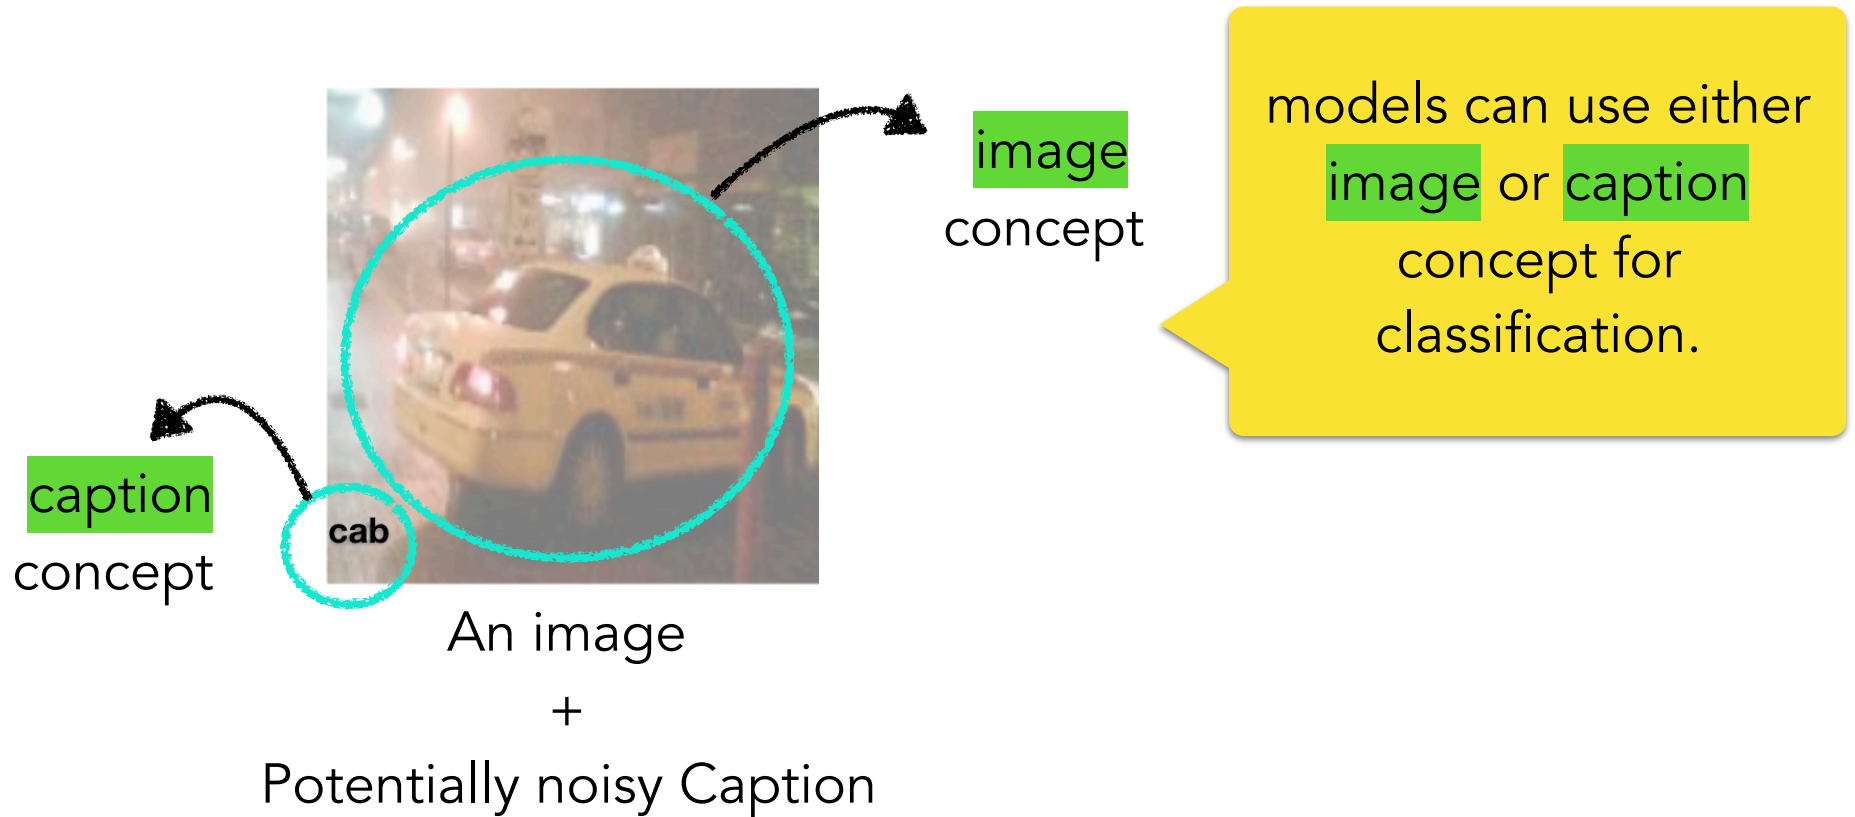 image
concept
models can use either
image or caption
concept for
classification.
caption
concept
cab
An image
+
Potentially noisy Caption